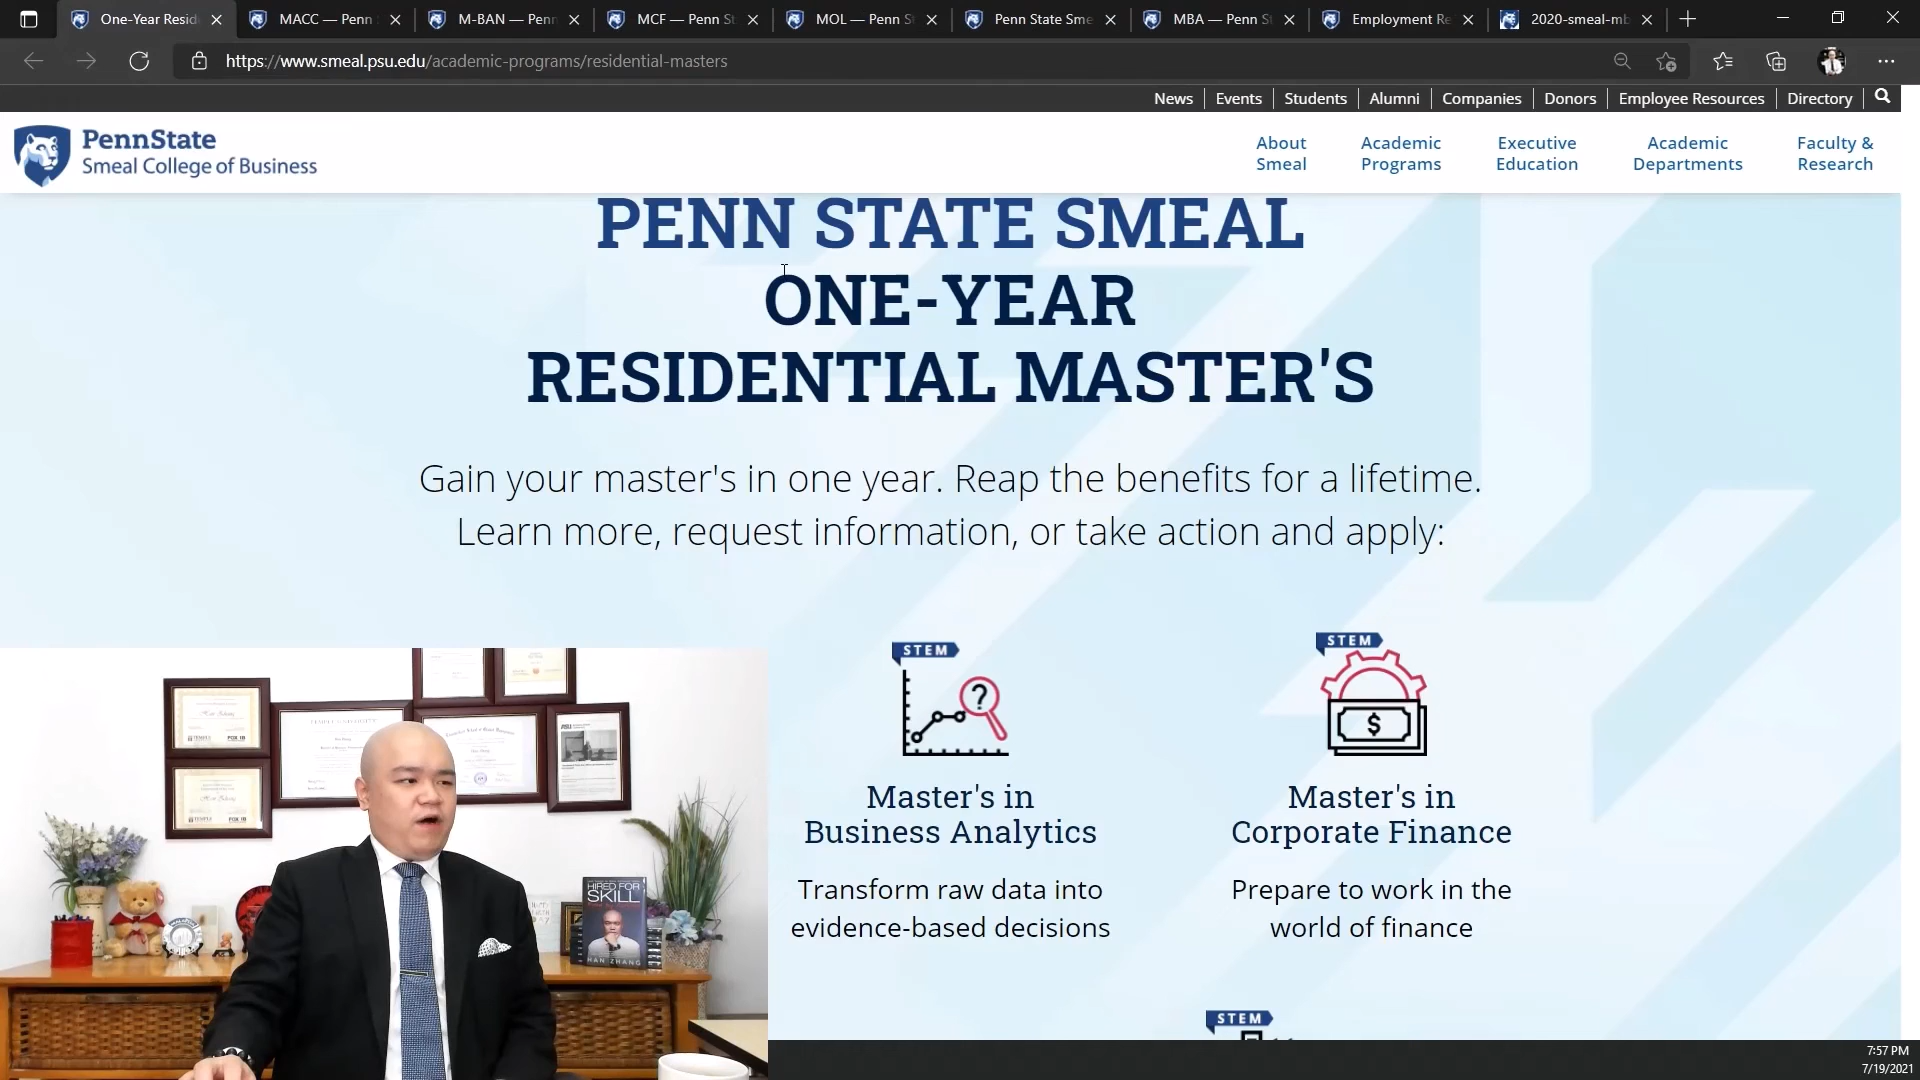 One-Year Resid
MACC — Penn
M-BAN — Penn
MCF — Penn St
MOL — Penn S
Penn State Sme
MBA — Penn S
Employment Re
2020-smeal-mb
https://www.smeal.psu.edu/academic-programs/residential-masters
News
Events
Students
Alumni
Companies
Donors
Employee Resources
Directory
PennState
Smeal College of Business
About
Smeal
Academic
Programs
Executive
Education
Academic
Departments
Faculty &
Research
PENN STATE SMEAL
ONE-YEAR
RESIDENTIAL MASTER'S
Gain your master's in one year. Reap the benefits for a lifetime.
Learn more, request information, or take action and apply:
STEM
?
Master's in
Business Analytics
Transform raw data into
evidence-based decisions
STEM
$
Master's in
Corporate Finance
Prepare to work in the
world of finance
STEM
HIRED FOR
SKILL
HAN ZHANG
7:57 PM
7/19/2021